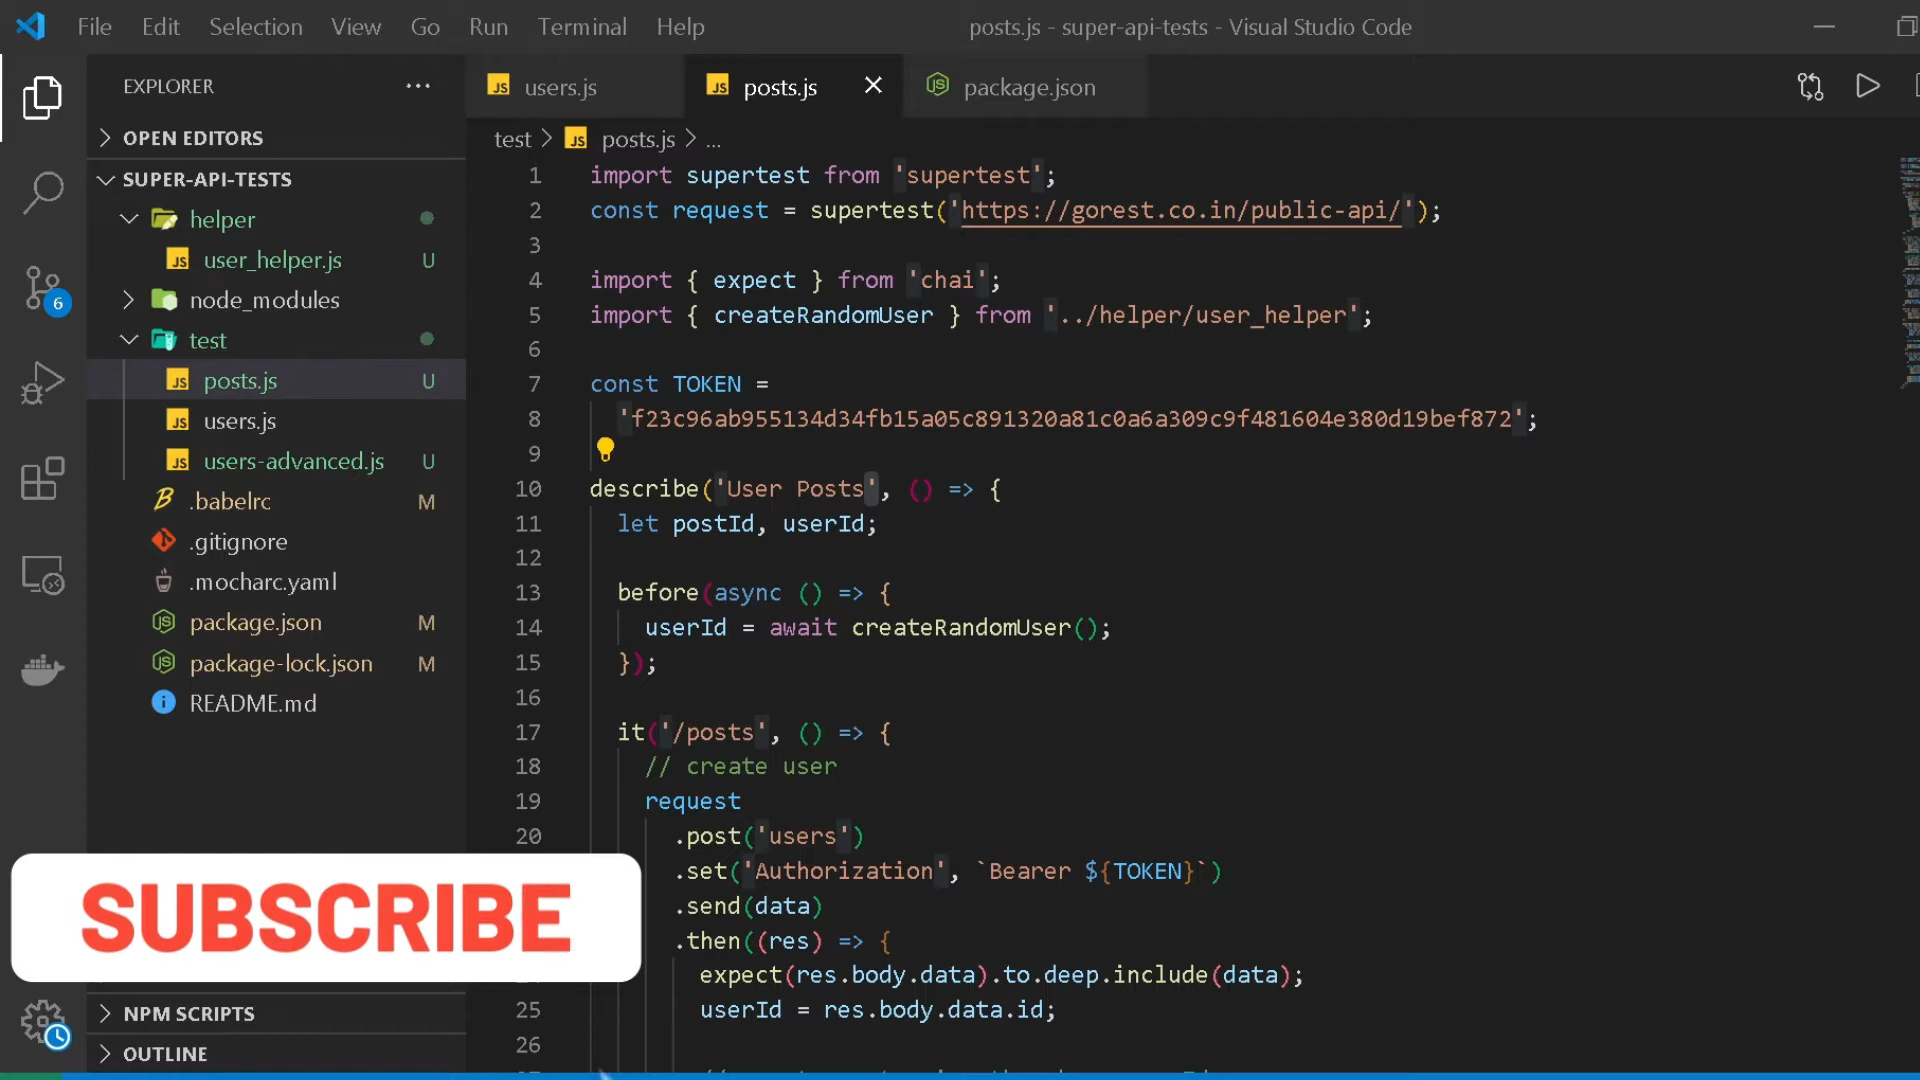 File Edit Selection View Go Run Terminal Help posts.js - super-api-tests - Visual Studio Code
EXPLORER ...
OPEN EDITORS
SUPER-API-TESTS
helper
JS user_helper.js U
node_modules
test
JS posts.js U
JS users.js
JS users-advanced.js U
.babelrc M
.gitignore
.mocharc.yaml
package.json M
package-lock.json M
README.md
6
SUBSCRIBE
NPM SCRIPTS
OUTLINE
JS users.js JS posts.js package.json
test > JS posts.js > ...
1 import supertest from 'supertest';
2 const request = supertest('https://gorest.co.in/public-api/');
3
4 import { expect } from 'chai';
5 import { createRandomUser } from '../helper/user_helper';
6
7 const TOKEN =
8 'f23c96ab955134d34fb15a05c891320a81c0a6a309c9f481604e380d19bef872';
9
10 describe('User Posts', () => {
11 let postId, userId;
12
13 before(async () => {
14 userId = await createRandomUser();
15 });
16
17 it('/posts', () => {
18 // create user
19 request
20 .post('users')
.set('Authorization', `Bearer ${TOKEN}`)
.send(data)
.then((res) => {
expect(res.body.data).to.deep.include(data);
25 userId = res.body.data.id;
26